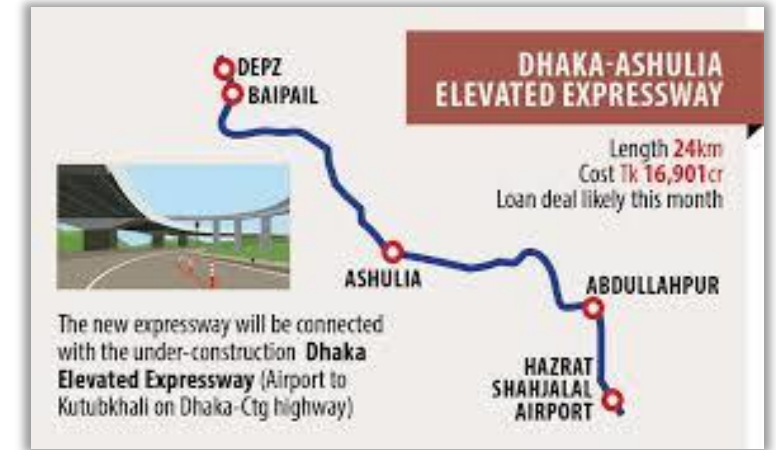 DHAKA-ASHULIA
ELEVATED EXPRESSWAY
Length 24km
Cost Tk 16,901cr
Loan deal likely this month
DEPZ
BAIPAIL
ASHULIA
ABDULLAHPUR
HAZRAT
SHAHJALAL
AIRPORT
The new expressway will be connected
with the under-construction Dhaka
Elevated Expressway (Airport to
Kutubkhali on Dhaka-Ctg highway)